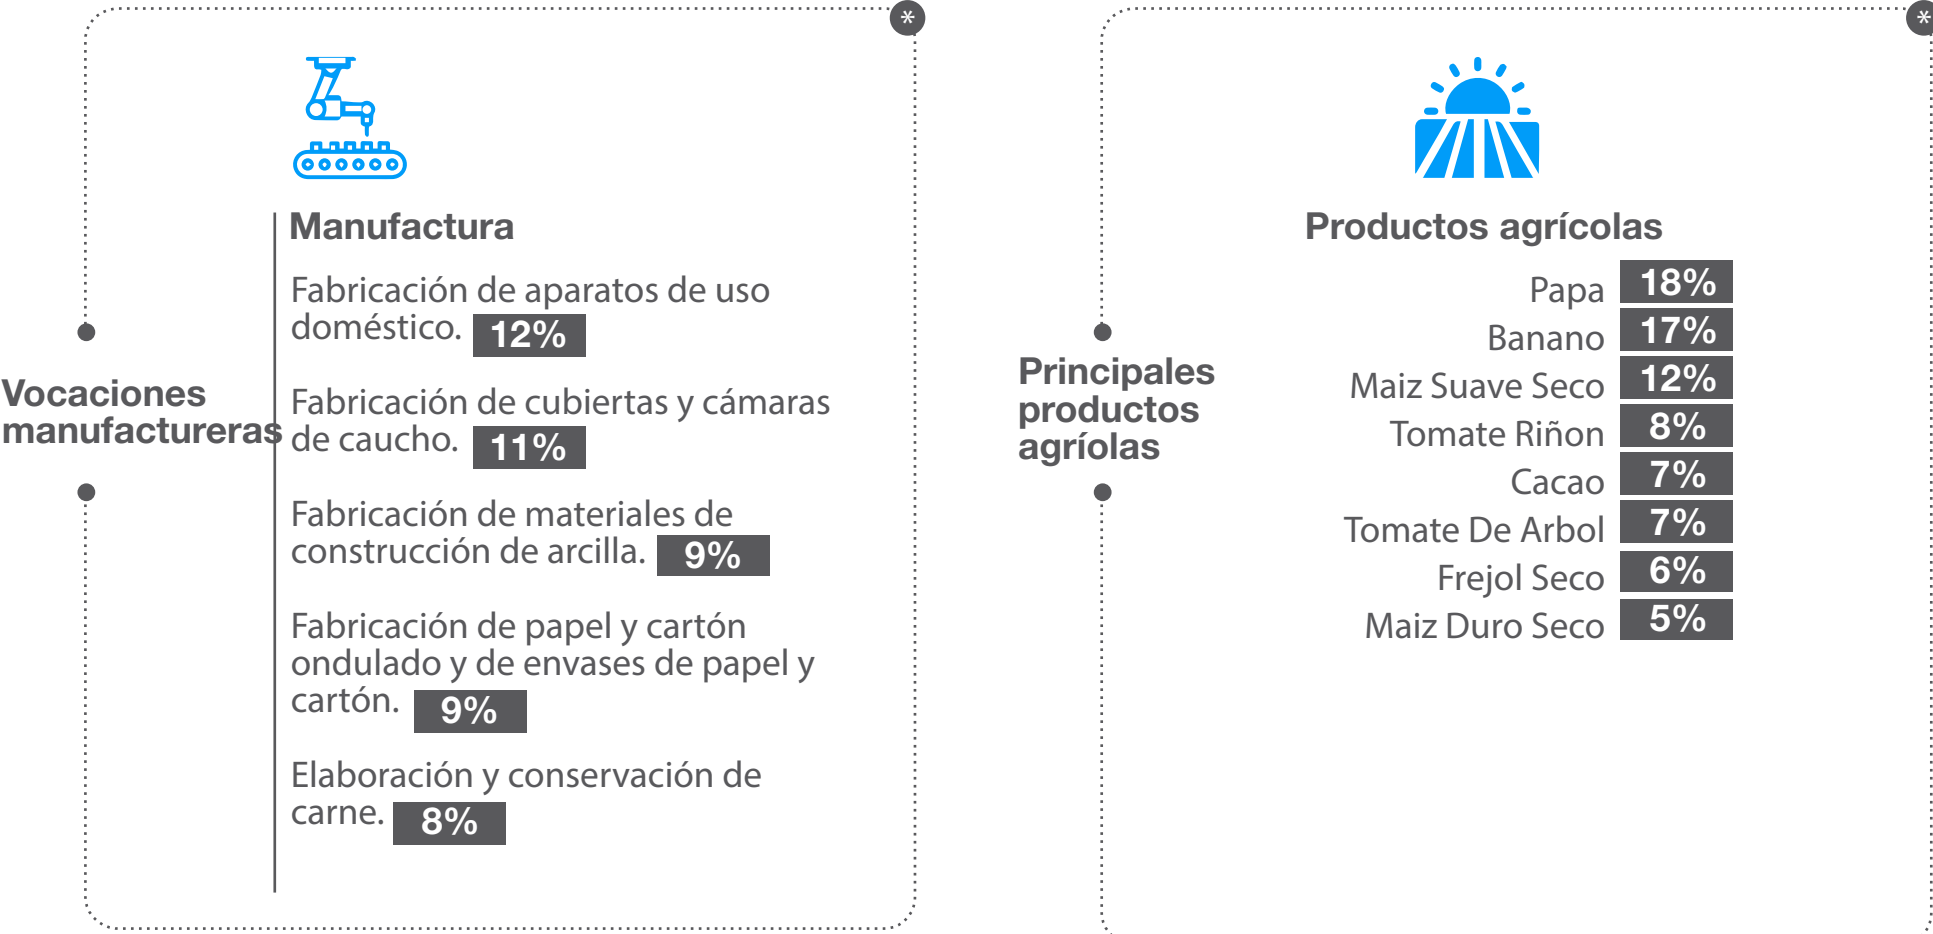 *
Vocaciones
manufactureras
Manufactura
Fabricación de aparatos de uso
doméstico. 12%
Fabricación de cubiertas y cámaras
de caucho. 11%
Fabricación de materiales de
construcción de arcilla. 9%
Fabricación de papel y cartón
ondulado y de envases de papel y
cartón. 9%
Elaboración y conservación de
carne. 8%
*
Principales
productos
agríolas
Productos agrícolas
Papa 18%
Banano 17%
Maiz Suave Seco 12%
Tomate Riñon 8%
Cacao 7%
Tomate De Arbol 7%
Frejol Seco 6%
Maiz Duro Seco 5%